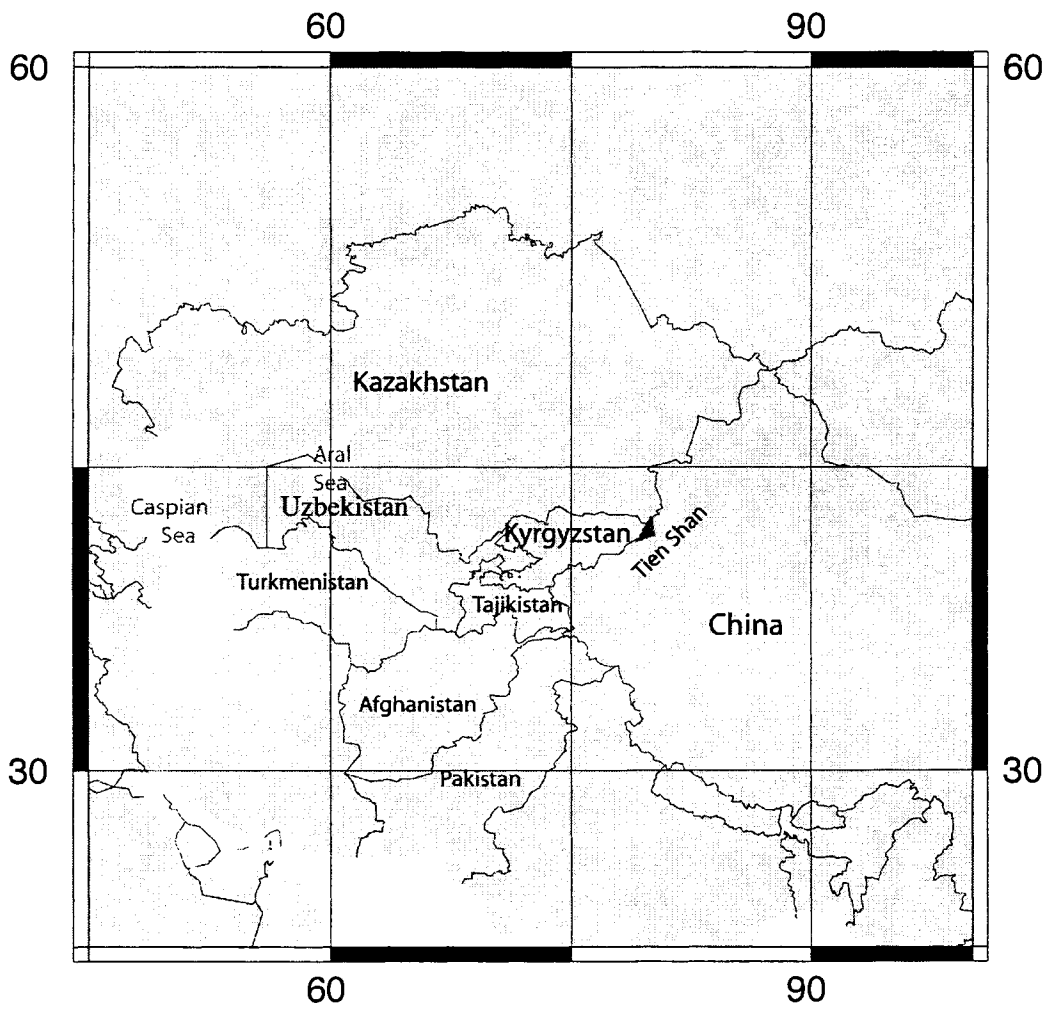 60 90
60 60
Kazakhstan
Aral
Sea
Caspian
Sea
Uzbekistan
Kyrgyzstan
Tien Shan
Turkmenistan
Tajikistan
China
Afghanistan
30 30
Pakistan
60 90